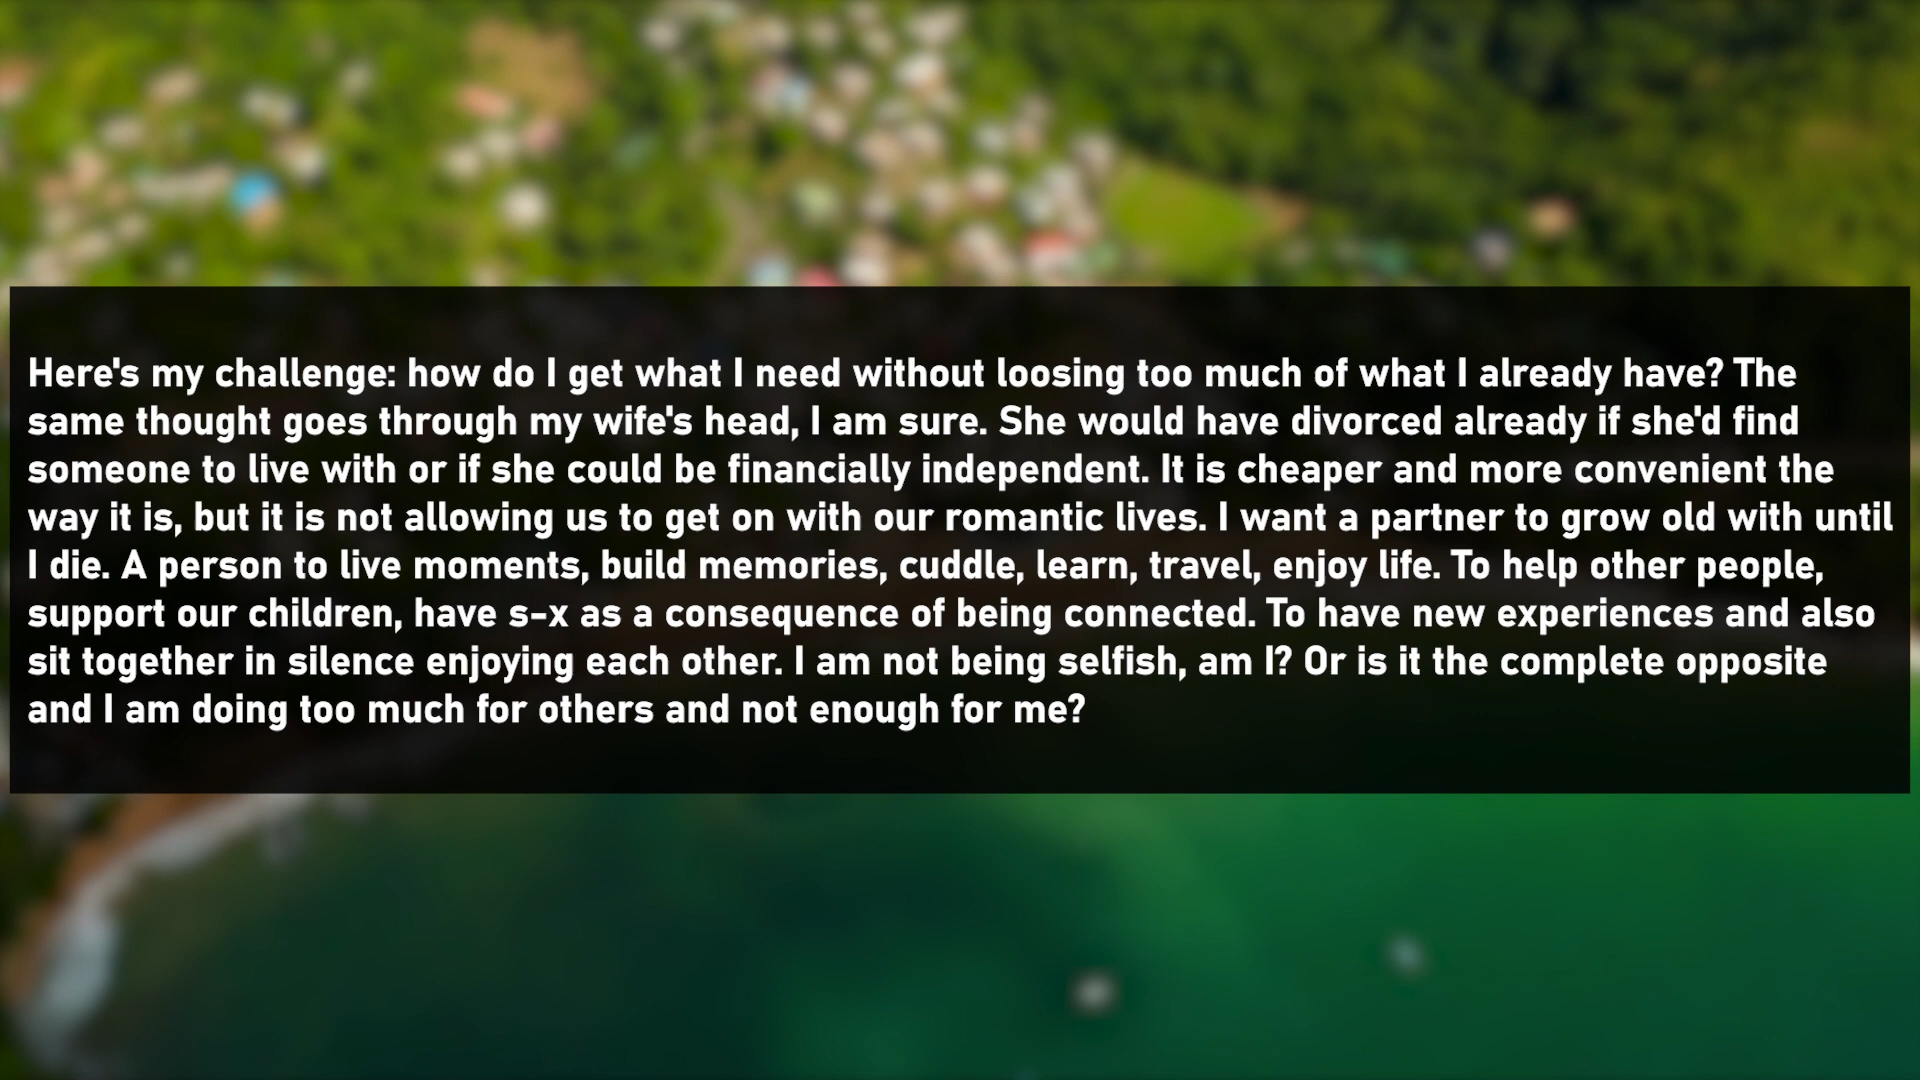 Here's my challenge: how do I get what I need without loosing too much of what I already have? The
same thought goes through my wife's head, I am sure. She would have divorced already if she'd find
someone to live with or if she could be financially independent. It is cheaper and more convenient the
way it is, but it is not allowing us to get on with our romantic lives. I want a partner to grow old with until
I die. A person to live moments, build memories, cuddle, learn, travel, enjoy life. To help other people,
support our children, have s-x as a consequence of being connected. To have new experiences and also
sit together in silence enjoying each other. I am not being selfish, am I? Or is it the complete opposite
and I am doing too much for others and not enough for me?